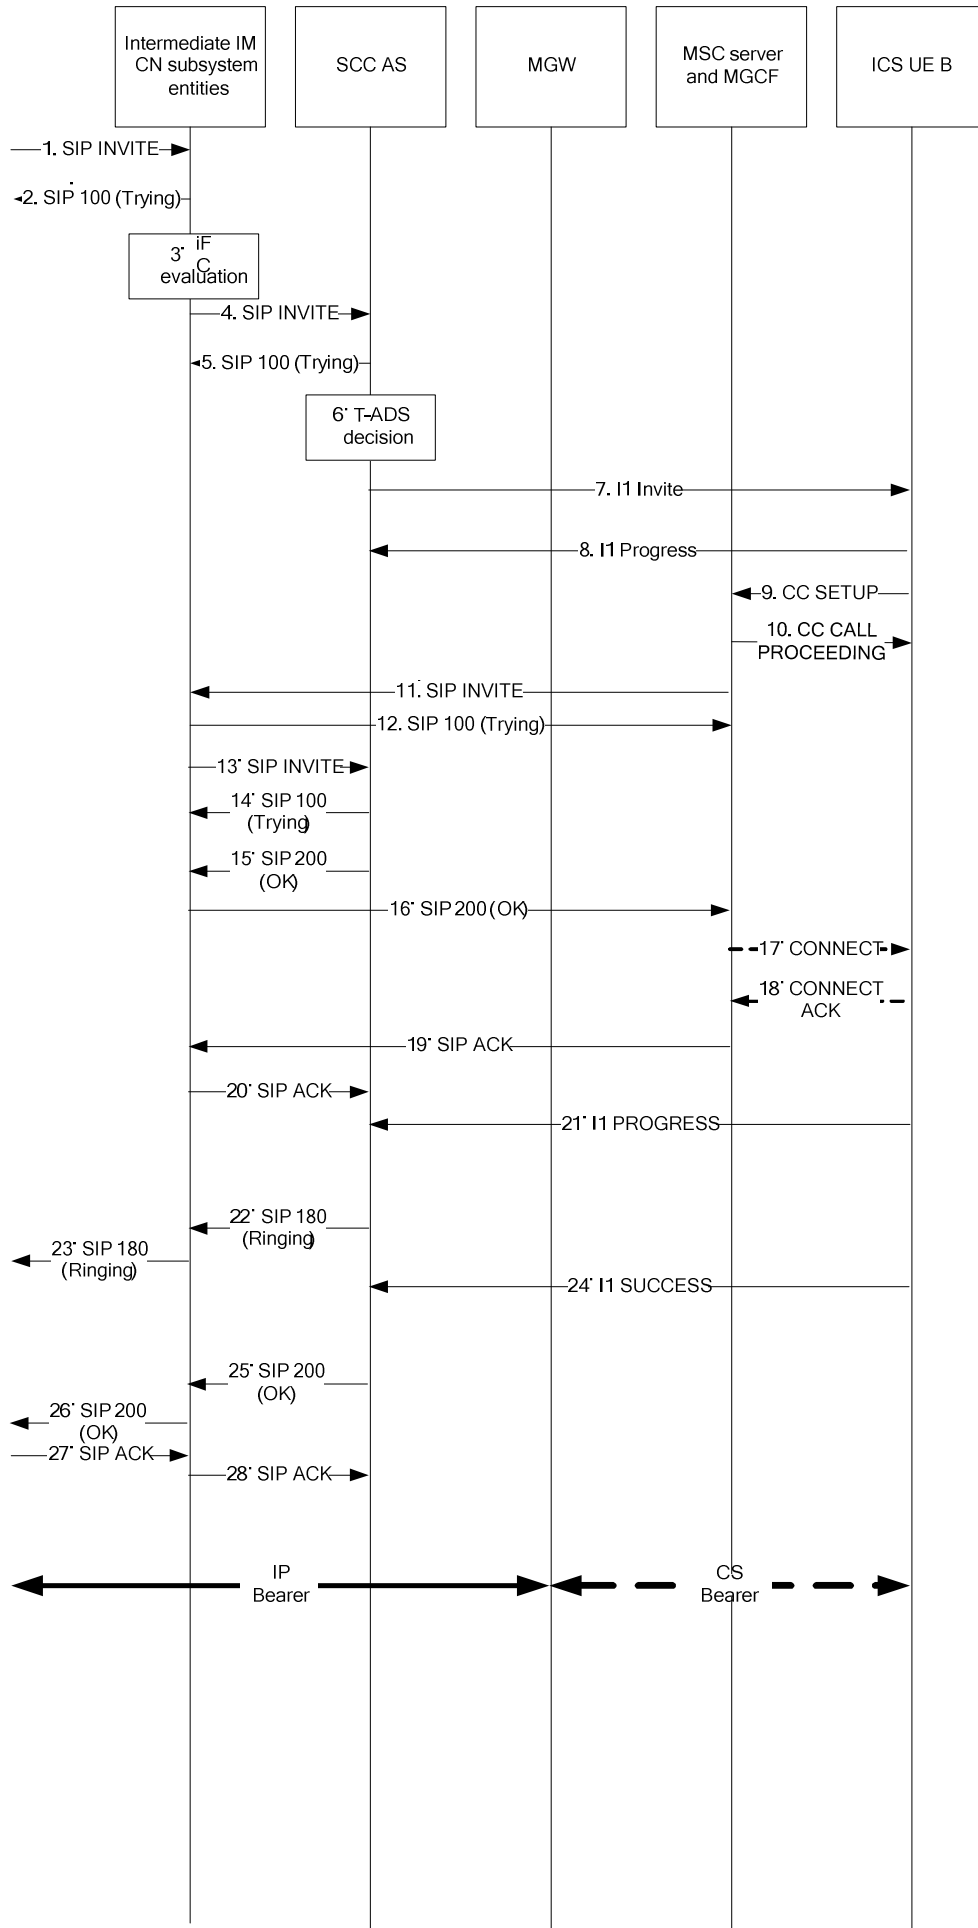 Intermediate IM
CN subsystem
entities
SCC AS
MGW
MSC server
and MGCF
ICS UE B
1. SIP INVITE
2. SIP 100 (Trying)
3. iF
C
evaluation
4. SIP INVITE
5. SIP 100 (Trying)
6. T-ADS
decision
7. I1 Invite
8. I1 Progress
9. CC SETUP
10. CC CALL
PROCEEDING
11. SIP INVITE
12. SIP 100 (Trying)
13. SIP INVITE
14. SIP 100
(Trying)
15. SIP 200
(OK)
16. SIP 200 (OK)
17. CONNECT
18. CONNECT
ACK
19. SIP ACK
20. SIP ACK
21. I1 PROGRESS
22. SIP 180
(Ringing)
23. SIP 180
(Ringing)
24. I1 SUCCESS
25. SIP 200
(OK)
26. SIP 200
(OK)
27. SIP ACK
28. SIP ACK
IP
Bearer
CS
Bearer